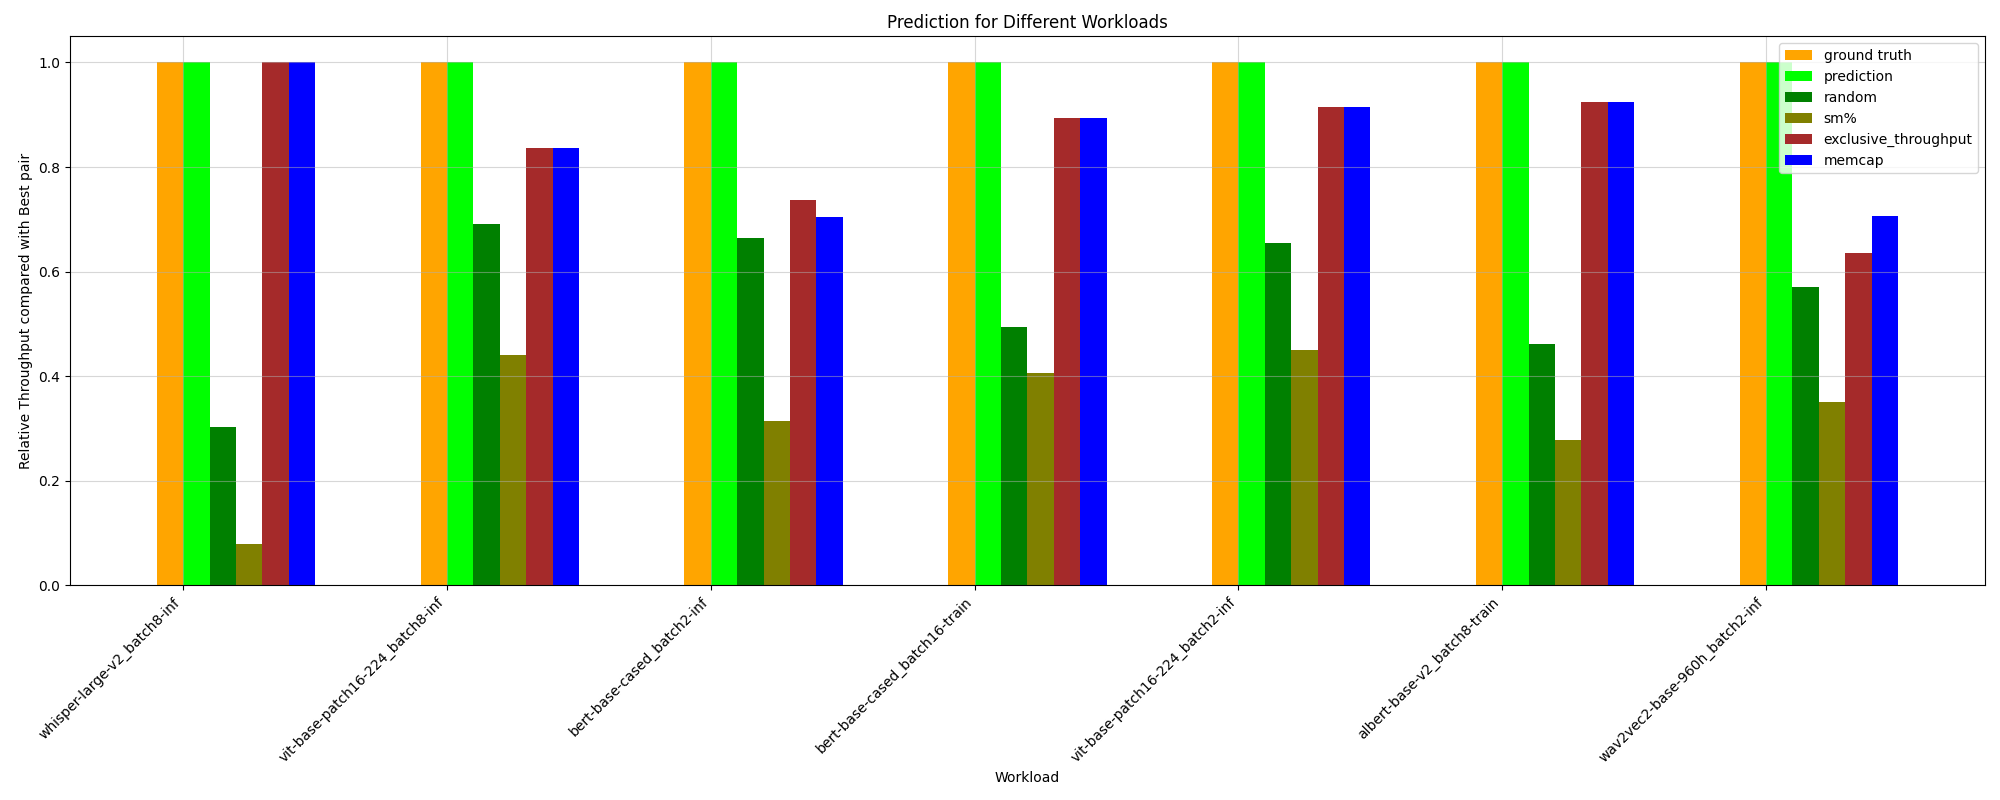 Prediction for Different Workloads
Relative Throughput compared with Best pair
1.0
0.8
0.6
0.4
0.2
0.0
ground truth
prediction
random
sm%
exclusive_throughput
memcap
whisper-large-v2_batch8-inf
vit-base-patch16-224_batch8-inf
bert-base-cased_batch2-inf
bert-base-cased_batch16-train
vit-base-patch16-224_batch2-inf
albert-base-v2_batch8-train
wav2vec2-base-960h_batch2-inf
Workload